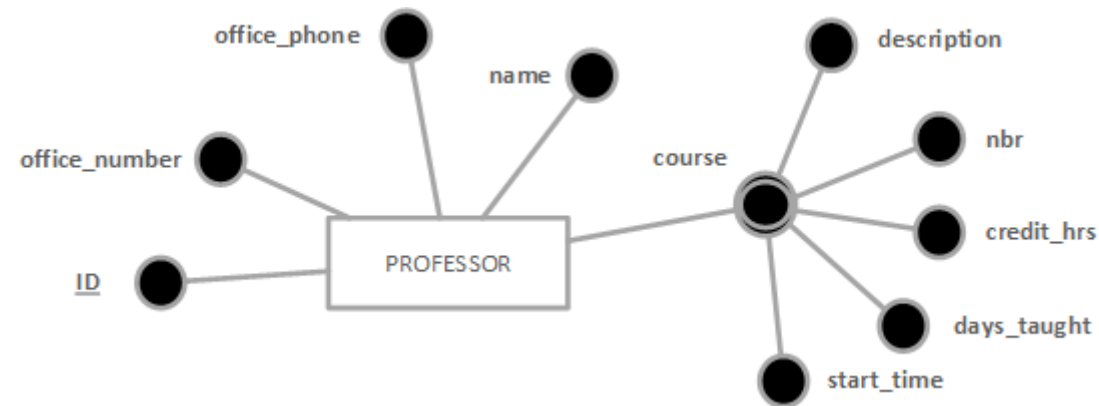 office_phone
description
name
nbr
office_number
course
credit_hrs
PROFESSOR
ID
days_taught
start_time